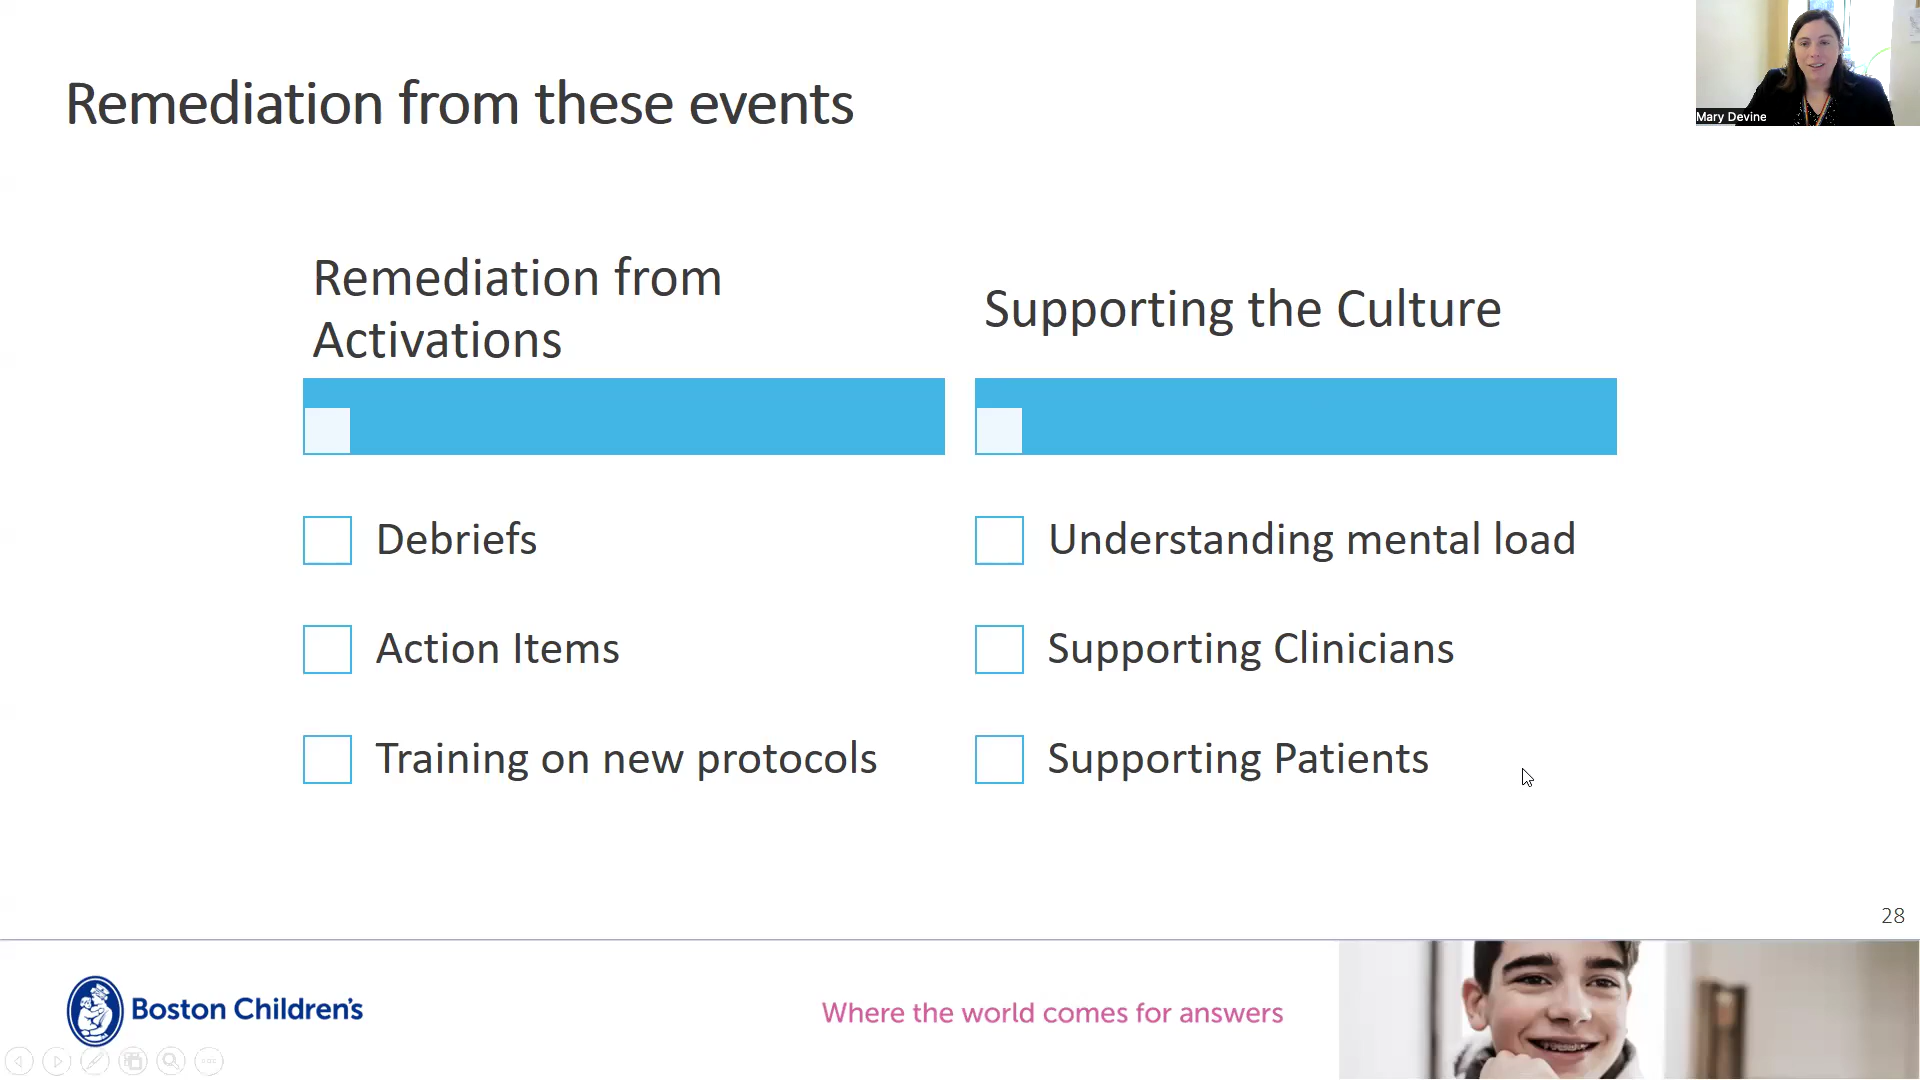 Remediation from these events
Mary Devine
Remediation from
Activations
Debriefs
Action Items
Training on new protocols
Supporting the Culture
Understanding mental load
Supporting Clinicians
Supporting Patients
28
Boston Children's
Where the world comes for answers